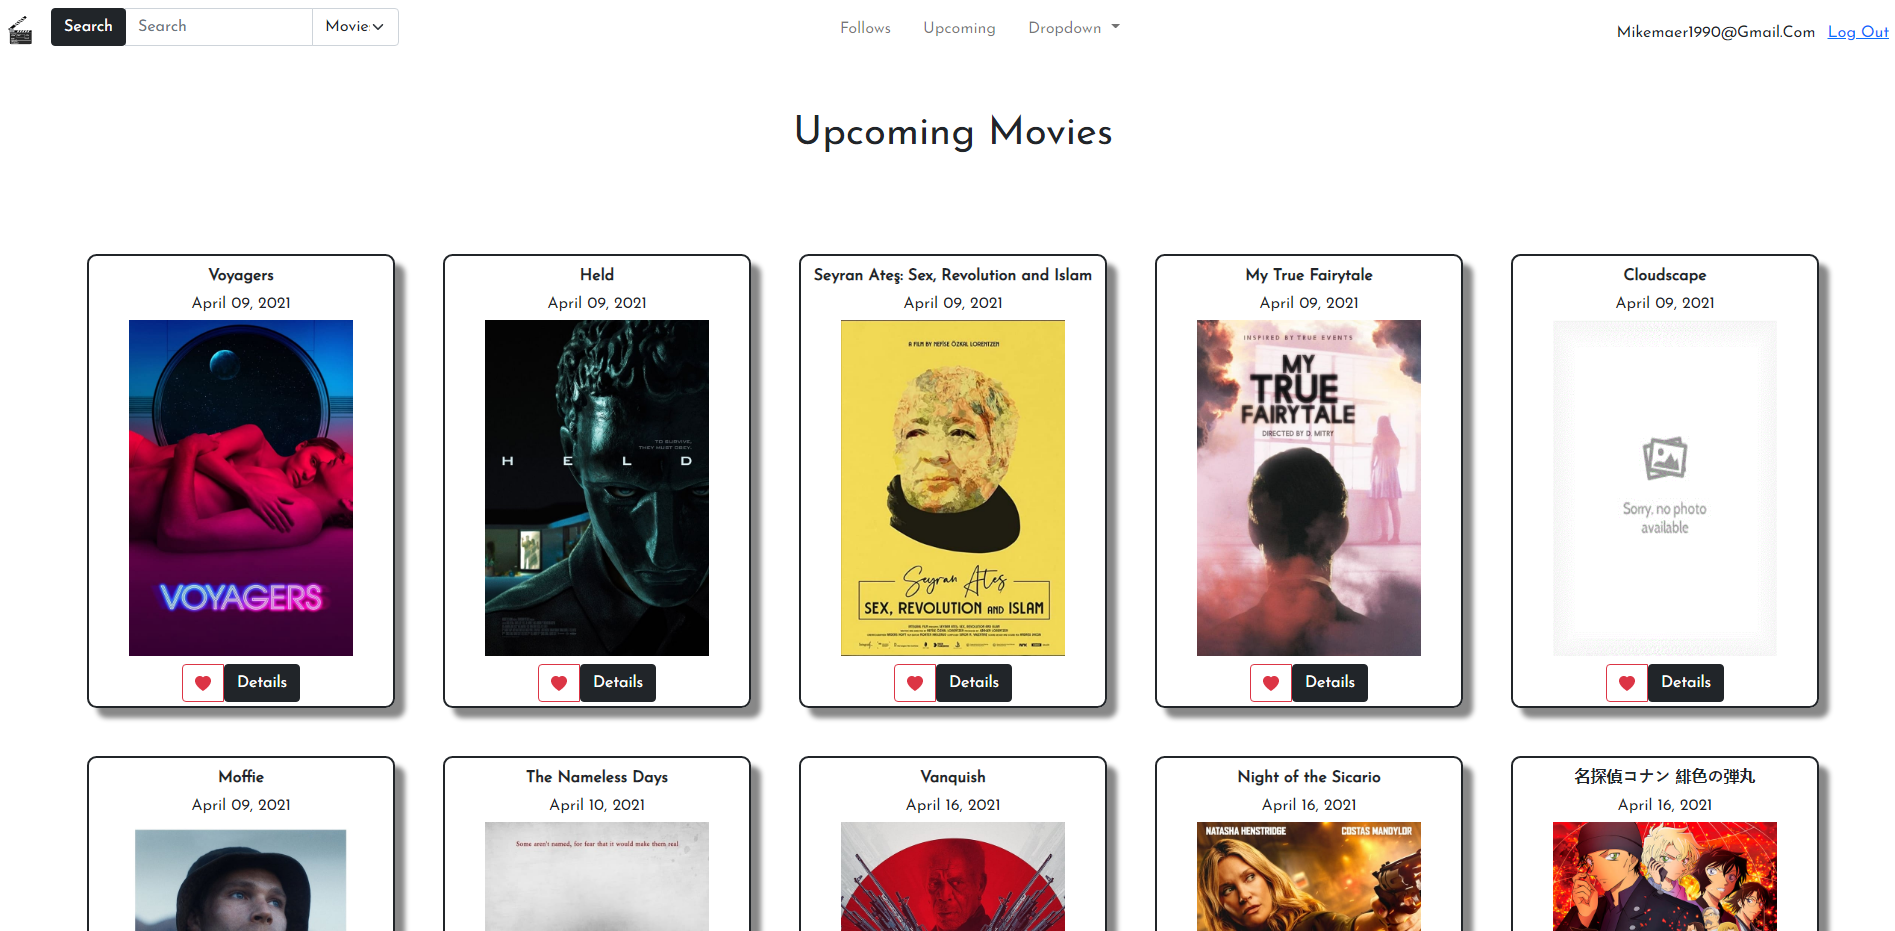 Search Search Movie Follows Upcoming Dropdown Mikemaer1990@Gmail.Com Log Out
Upcoming Movies
Voyagers
April 09, 2021
VOYAGERS
Details
Held
April 09, 2021
TO SURVIVE,
THEY MUST OBEY.
H E L D
Details
Seyran Ateş: Sex, Revolution and Islam
April 09, 2021
A FILM BY NEFİSE ÖZKAL LORENTZEN
Seyran Ateş
SEX, REVOLUTION AND ISLAM
Details
My True Fairytale
April 09, 2021
INSPIRED BY TRUE EVENTS
MY
TRUE
FAIRYTALE
DIRECTED BY D. MITRY
Details
Cloudscape
April 09, 2021
Sorry, no photo
available
Details
Moffie
April 09, 2021
The Nameless Days
April 10, 2021
Some aren't named, for fear that it would make them real
Vanquish
April 16, 2021
Night of the Sicario
April 16, 2021
NATASHA HENSTRIDGE COSTAS MANDYLOR
名探偵コナン 緋色の弾丸
April 16, 2021